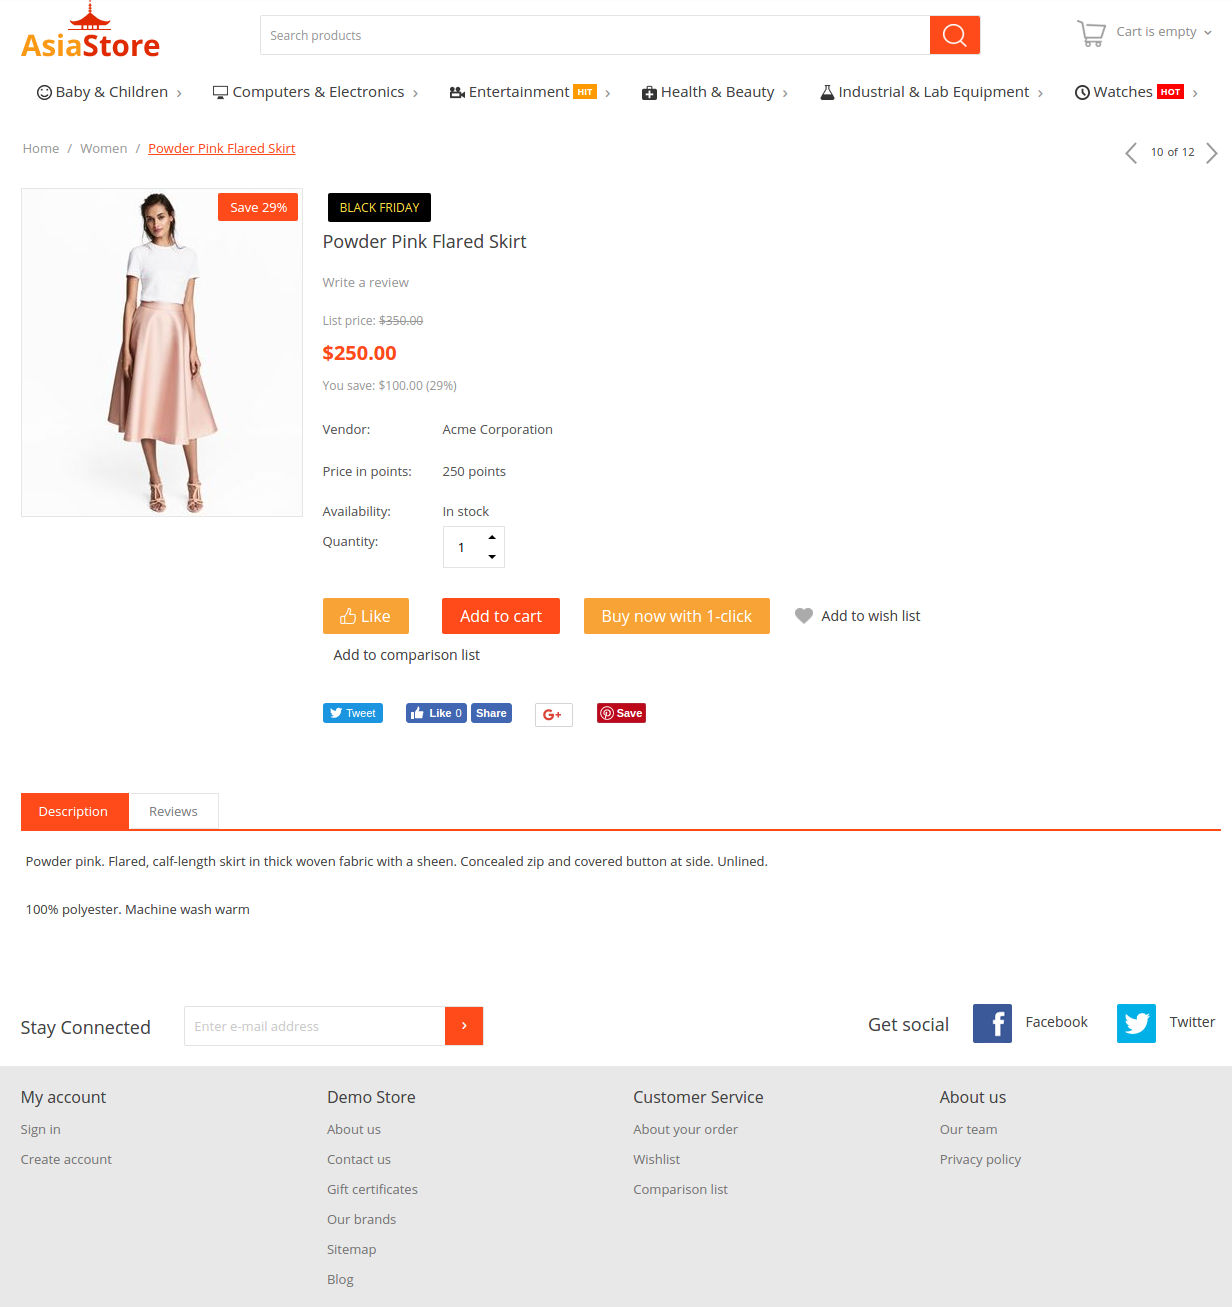 AsiaStore
Search products
Cart is empty
Baby & Children
Computers & Electronics
Entertainment HIT
Health & Beauty
Industrial & Lab Equipment
Watches HOT
Home / Women / Powder Pink Flared Skirt
10 of 12
Save 29%
BLACK FRIDAY
Powder Pink Flared Skirt
Write a review
List price: $350.00
$250.00
You save: $100.00 (29%)
Vendor: Acme Corporation
Price in points: 250 points
Availability: In stock
Quantity: 1
Like
Add to cart
Buy now with 1-click
Add to wish list
Add to comparison list
Tweet
Like 0
Share
G+
Save
Description
Reviews
Powder pink. Flared, calf-length skirt in thick woven fabric with a sheen. Concealed zip and covered button at side. Unlined.
100% polyester. Machine wash warm
Stay Connected
Enter e-mail address
Get social
Facebook
Twitter
My account
Sign in
Create account
Demo Store
About us
Contact us
Gift certificates
Our brands
Sitemap
Blog
Customer Service
About your order
Wishlist
Comparison list
About us
Our team
Privacy policy